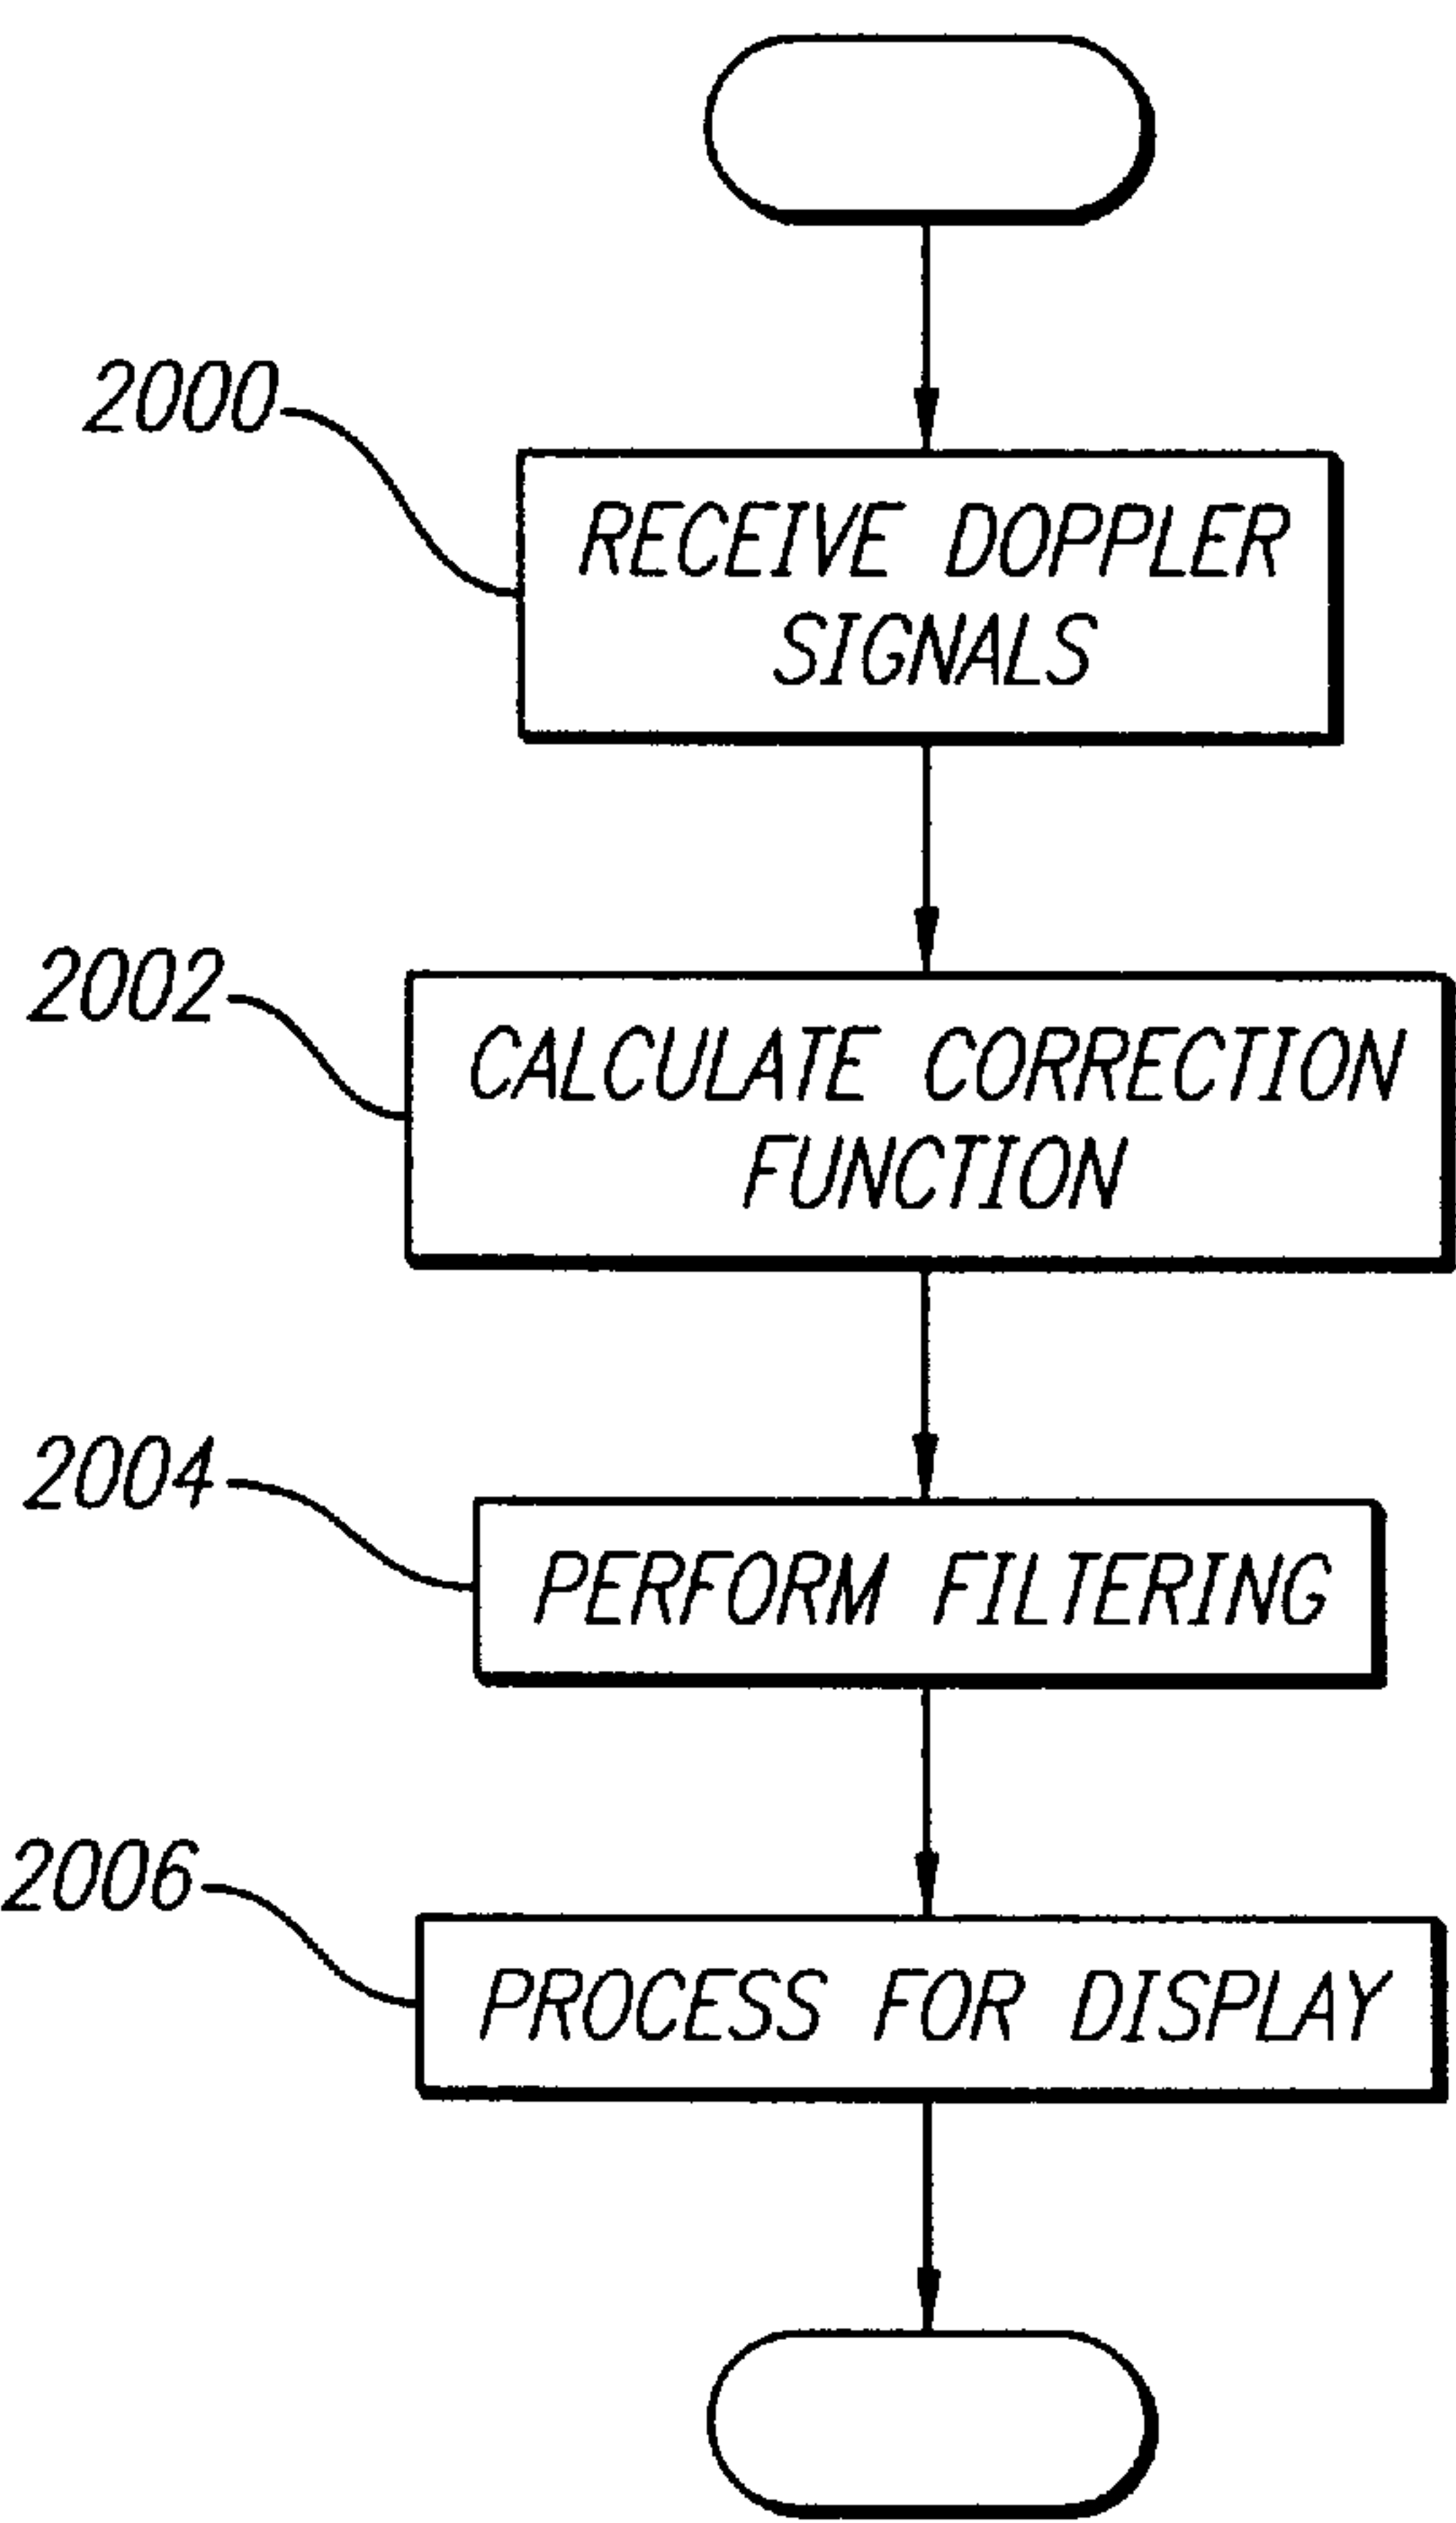 2000
RECEIVE DOPPLER
SIGNALS
2002
CALCULATE CORRECTION
FUNCTION
2004
PERFORM FILTERING
2006
PROCESS FOR DISPLAY